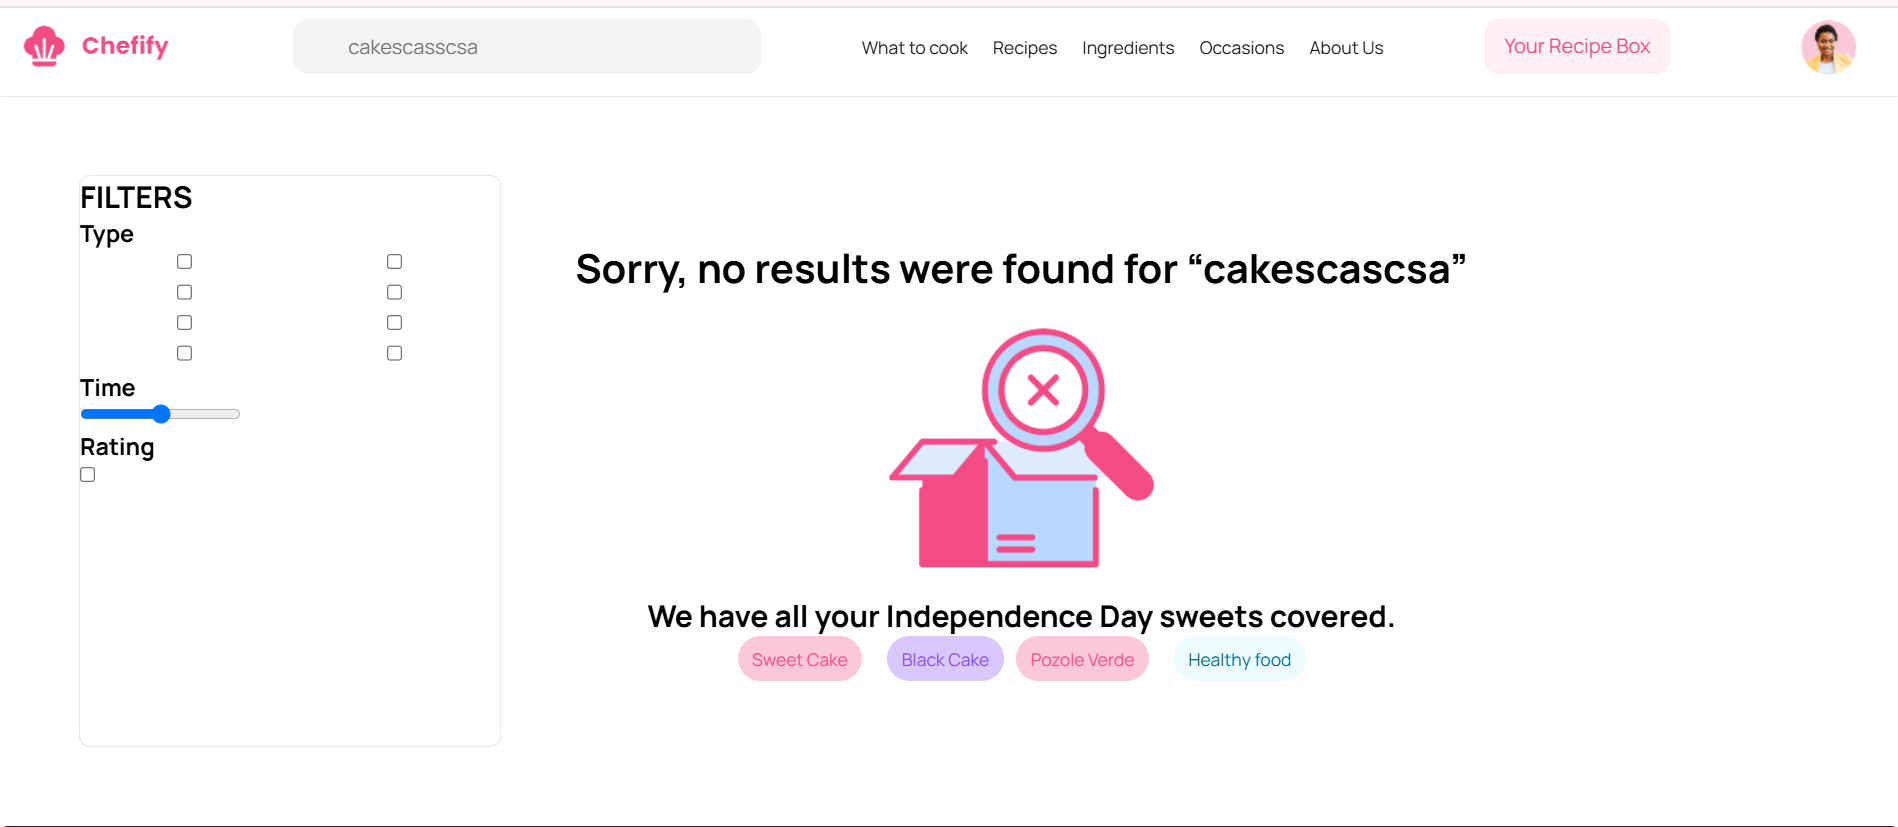 Chefify
cakescasscsa
What to cook Recipes Ingredients Occasions About Us
Your Recipe Box
FILTERS
Type
Time
Rating
Sorry, no results were found for “cakescascsa”
We have all your Independence Day sweets covered.
Sweet Cake Black Cake Pozole Verde Healthy food